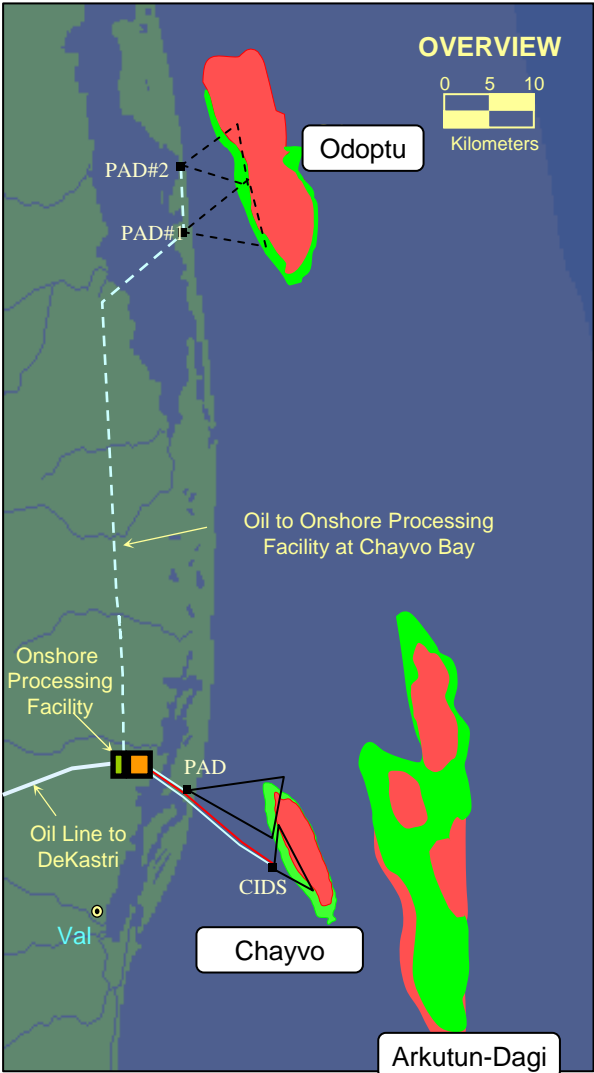 OVERVIEW
0 5 10
Kilometers
Odoptu
PAD#2
PAD#1
Oil to Onshore Processing
Facility at Chayvo Bay
Onshore
Processing
Facility
PAD
Oil Line to
DeKastri
CIDS
Val
Chayvo
Arkutun-Dagi